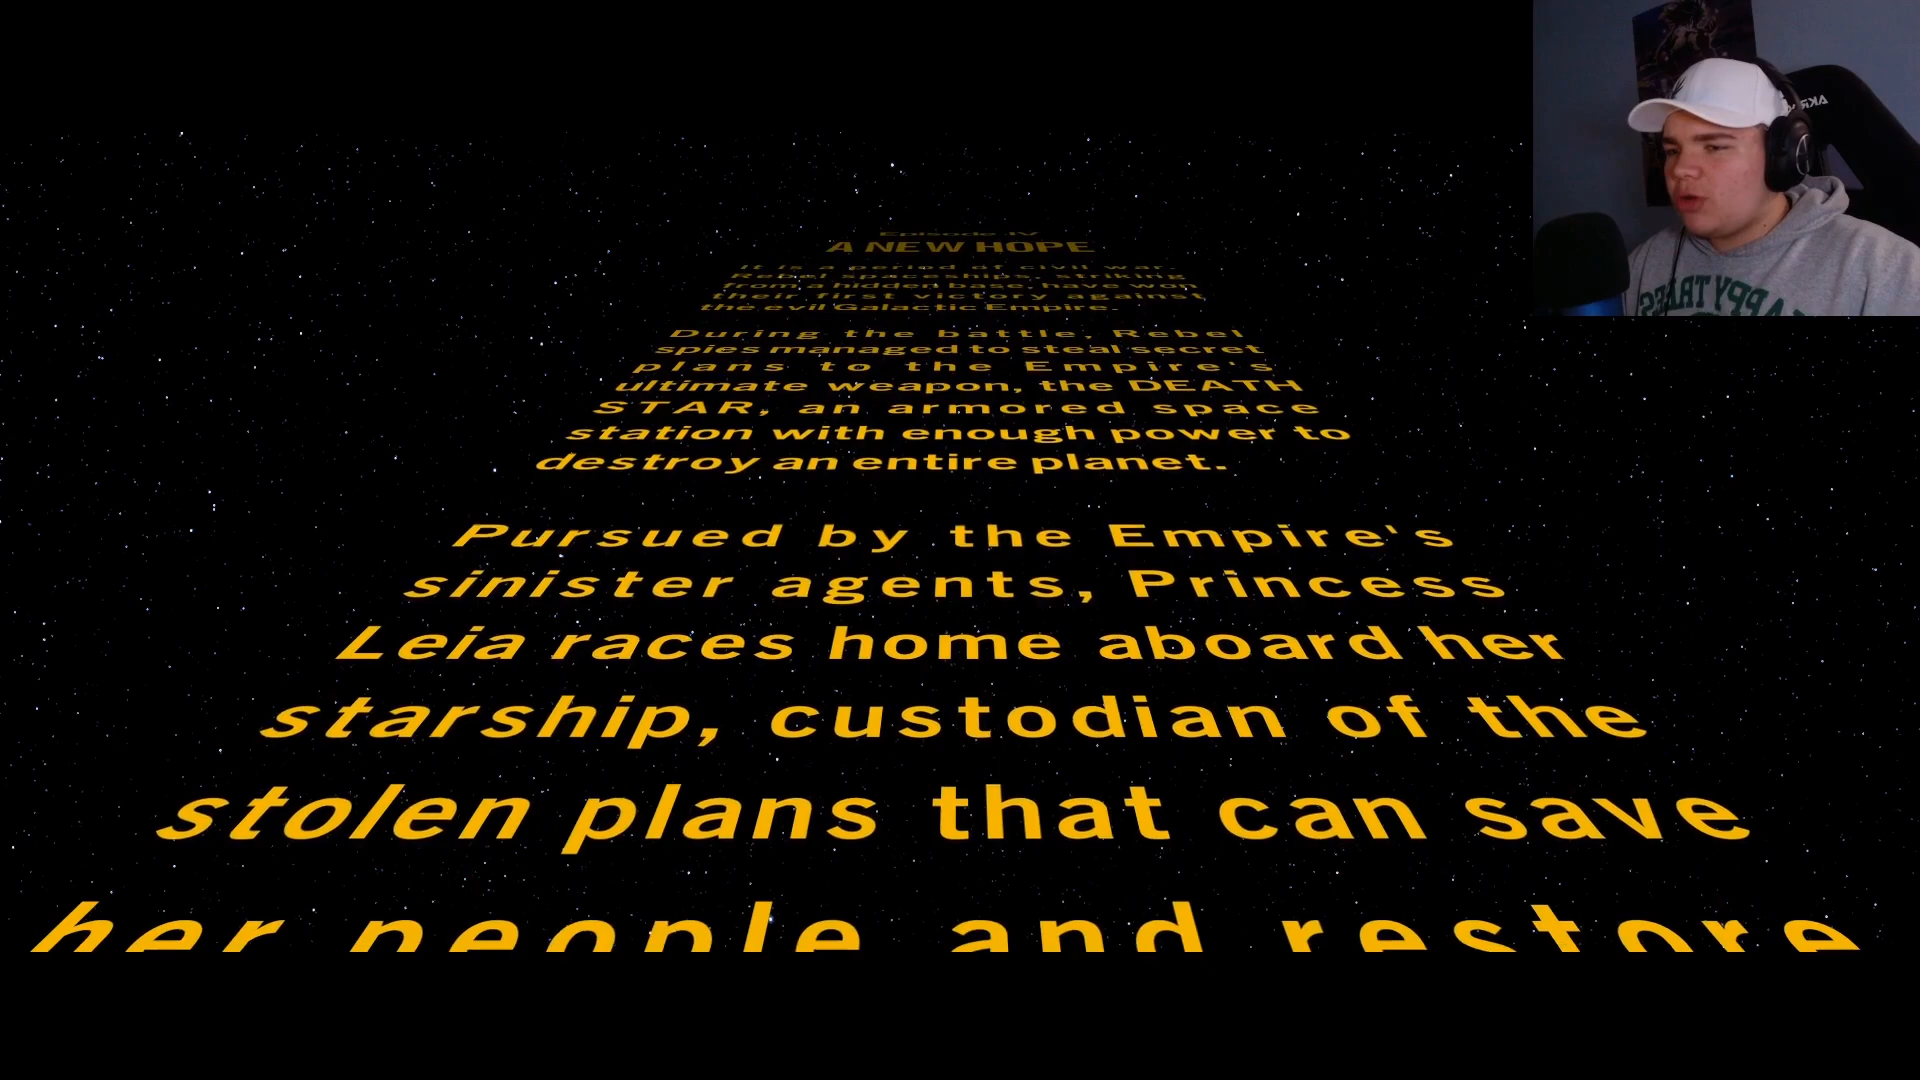 Episode IV
A NEW HOPE
It is a period of civil war.
Rebel spaceships, striking
from a hidden base, have won
their first victory against
the evil Galactic Empire.
During the battle, Rebel
spies managed to steal secret
plans to the Empire's
ultimate weapon, the DEATH
STAR, an armored space
station with enough power to
destroy an entire planet.
Pursued by the Empire's
sinister agents, Princess
Leia races home aboard her
starship, custodian of the
stolen plans that can save
her people and restore